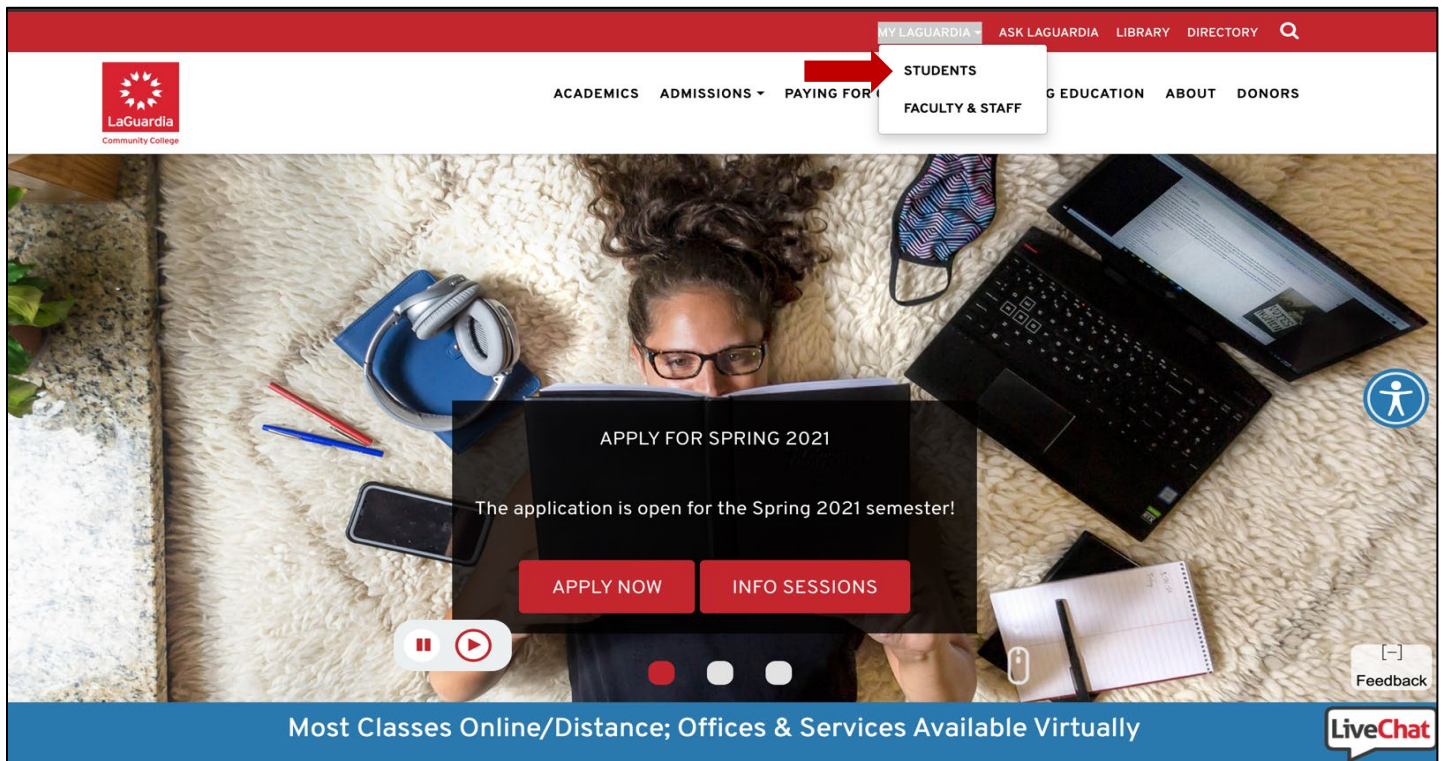 MY LAGUARDIA ASK LAGUARDIA LIBRARY DIRECTORY
STUDENTS
FACULTY & STAFF
LaGuardia
Community College
ACADEMICS ADMISSIONS PAYING FOR G EDUCATION ABOUT DONORS
APPLY FOR SPRING 2021
The application is open for the Spring 2021 semester!
APPLY NOW INFO SESSIONS
[-]
Feedback
Most Classes Online/Distance; Offices & Services Available Virtually
LiveChat